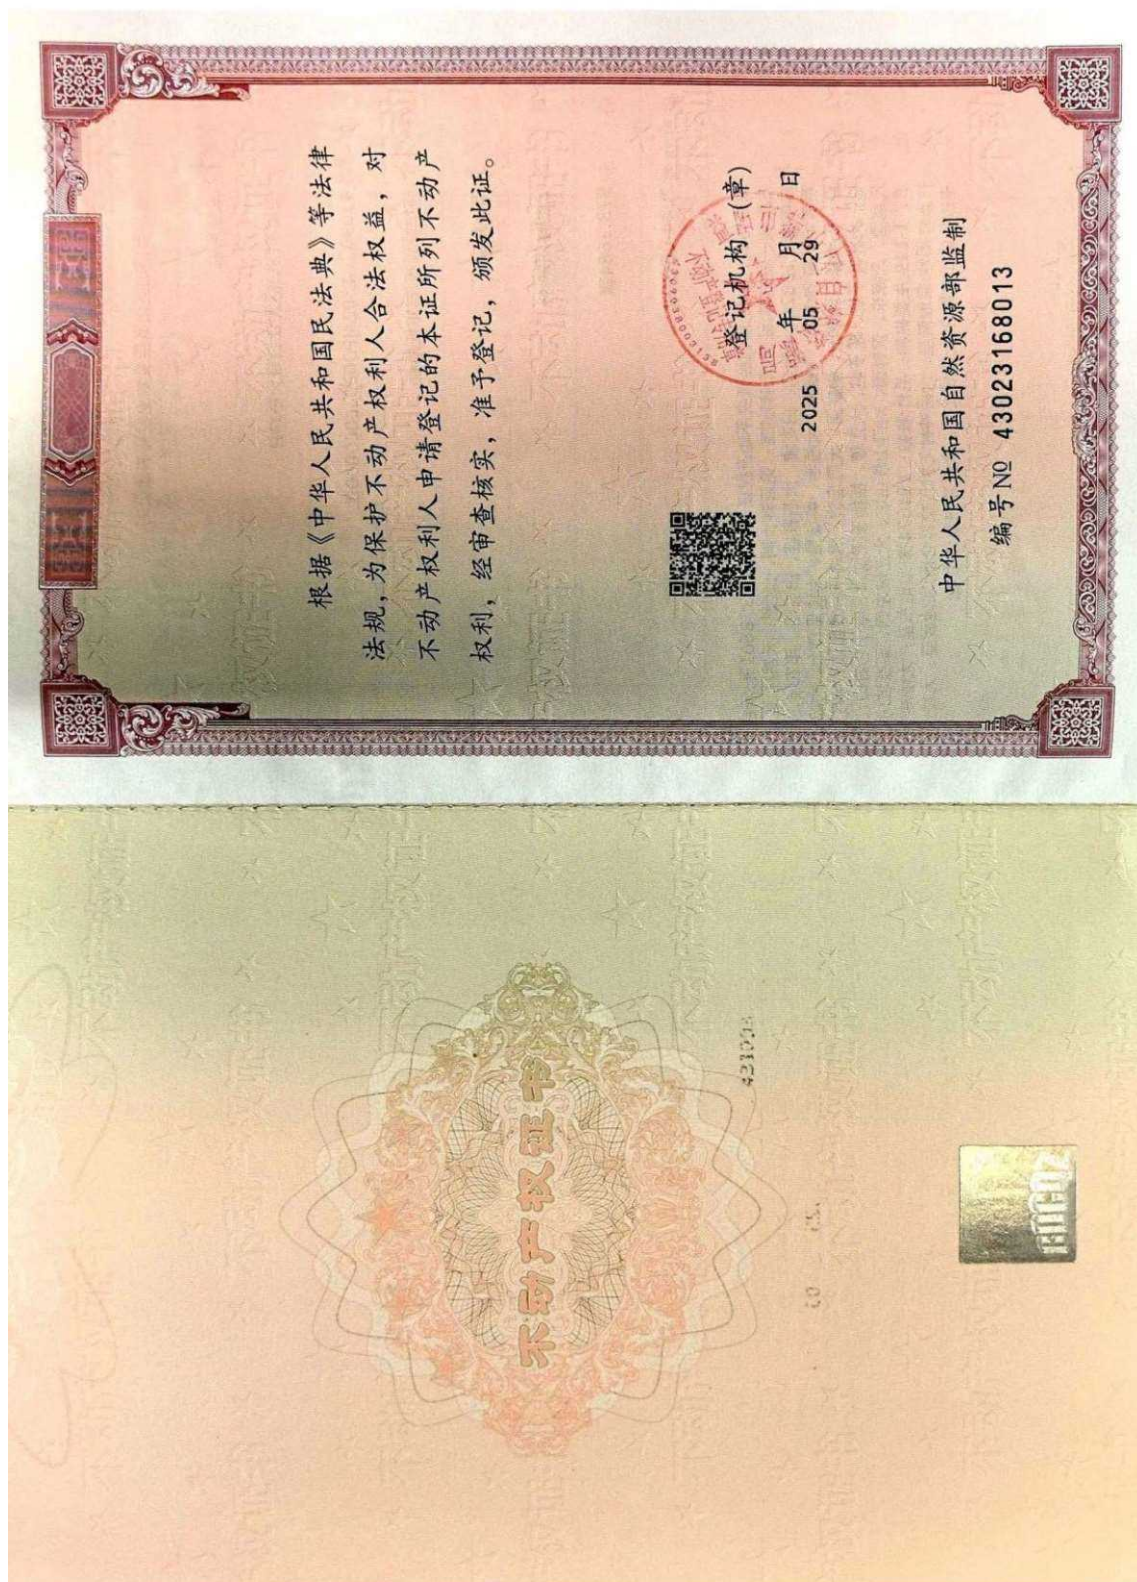 根据《中华人民共和国民法典》等法律
法规，为保护不动产权利人合法权益，对
不动产权利人申请登记的本证所列不动产
权利，经审查核实，准予登记，颁发此证。
登记机构（章）
2025 年 05 月 29 日
中华人民共和国自然资源部监制
编号 № 43023168013
不动产权证书